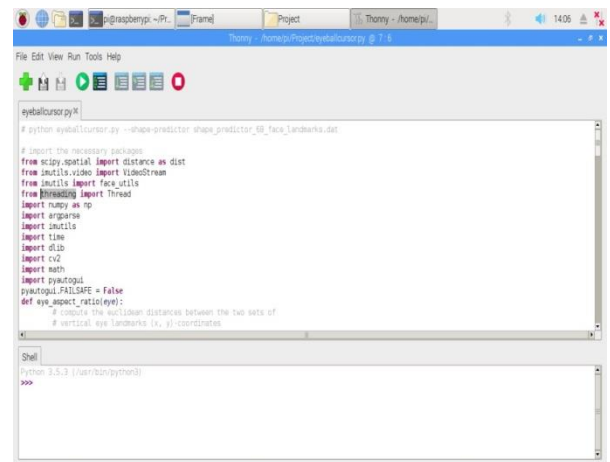 pi@raspberrypi: ~/Pr... [Frame] Project Thonny - /home/pi/... 14:06
Thonny - /home/pi/Project/eyeballcursor.py @ 7 : 6
File Edit View Run Tools Help
eyeballcursor.py
# python eyeballcursor.py --shape-predictor shape_predictor_68_face_landmarks.dat
# import the necessary packages
from scipy.spatial import distance as dist
from imutils.video import VideoStream
from imutils import face_utils
from threading import Thread
import numpy as np
import argparse
import imutils
import time
import dlib
import cv2
import math
import pyautogui
pyautogui.FAILSAFE = False
def eye_aspect_ratio(eye):
# compute the euclidean distances between the two sets of
# vertical eye landmarks (x, y)-coordinates
Shell
Python 3.5.3 (/usr/bin/python3)
>>>